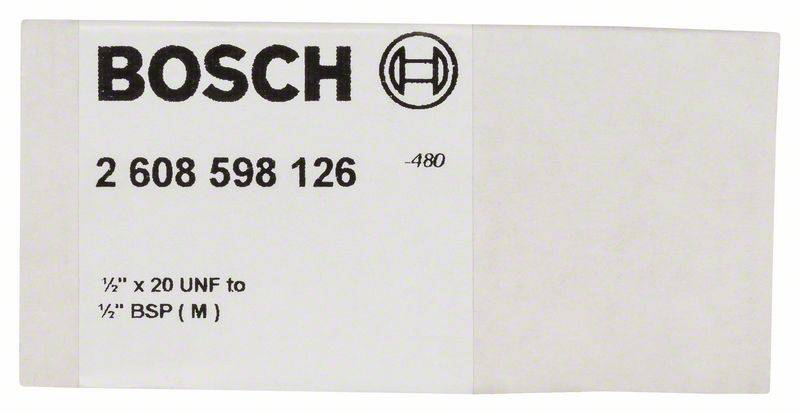 BOSCH
2 608 598 126 -480
½" x 20 UNF to
½" BSP ( M )